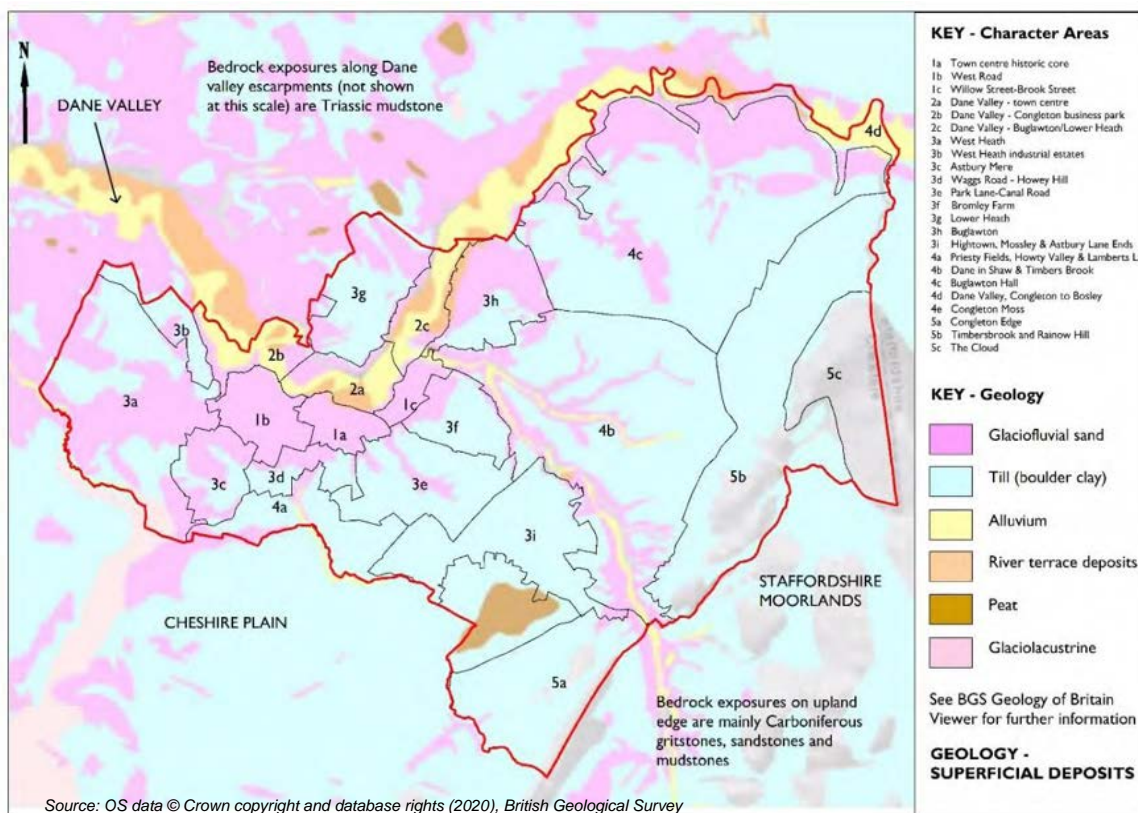 N
DANE VALLEY
Bedrock exposures along Dane
valley escarpments (not shown
at this scale) are Triassic mudstone
4d
4c
3g
3h
2c
3b
2b
5c
3a
2a
1c
1b
1a
3f
4b
3d
3c
3e
5b
4a
3i
STAFFORDSHIRE
MOORLANDS
CHESHIRE PLAIN
5a
Bedrock exposures on upland
edge are mainly Carboniferous
gritstones, sandstones and
mudstones
Source: OS data © Crown copyright and database rights (2020), British Geological Survey
KEY - Character Areas
1a Town centre historic core
1b West Road
1c Willow Street-Brook Street
2a Dane Valley - town centre
2b Dane Valley - Congleton business park
2c Dane Valley - Buglawton/Lower Heath
3a West Heath
3b West Heath industrial estates
3c Astbury Mere
3d Waggs Road - Howey Hill
3e Park Lane-Canal Road
3f Bromley Farm
3g Lower Heath
3h Buglawton
3i Hightown, Mossley & Astbury Lane Ends
4a Priesty Fields, Howty Valley & Lamberts L
4b Dane in Shaw & Timbers Brook
4c Buglawton Hall
4d Dane Valley, Congleton to Bosley
4e Congleton Moss
5a Congleton Edge
5b Timbersbrook and Rainow Hill
5c The Cloud
KEY - Geology
Glaciofluvial sand
Till (boulder clay)
Alluvium
River terrace deposits
Peat
Glaciolacustrine
See BGS Geology of Britain
Viewer for further information
GEOLOGY -
SUPERFICIAL DEPOSITS